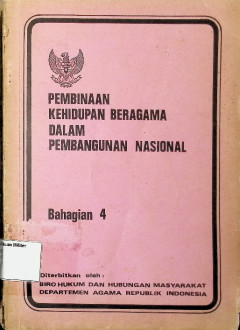 PEMBINAAN
KEHIDUPAN BERAGAMA
DALAM
PEMBANGUNAN NASIONAL
Bahagian 4
Diterbitkan oleh :
BIRO HUKUM DAN HUBUNGAN MASYARAKAT
DEPARTEMEN AGAMA REPUBLIK INDONESIA